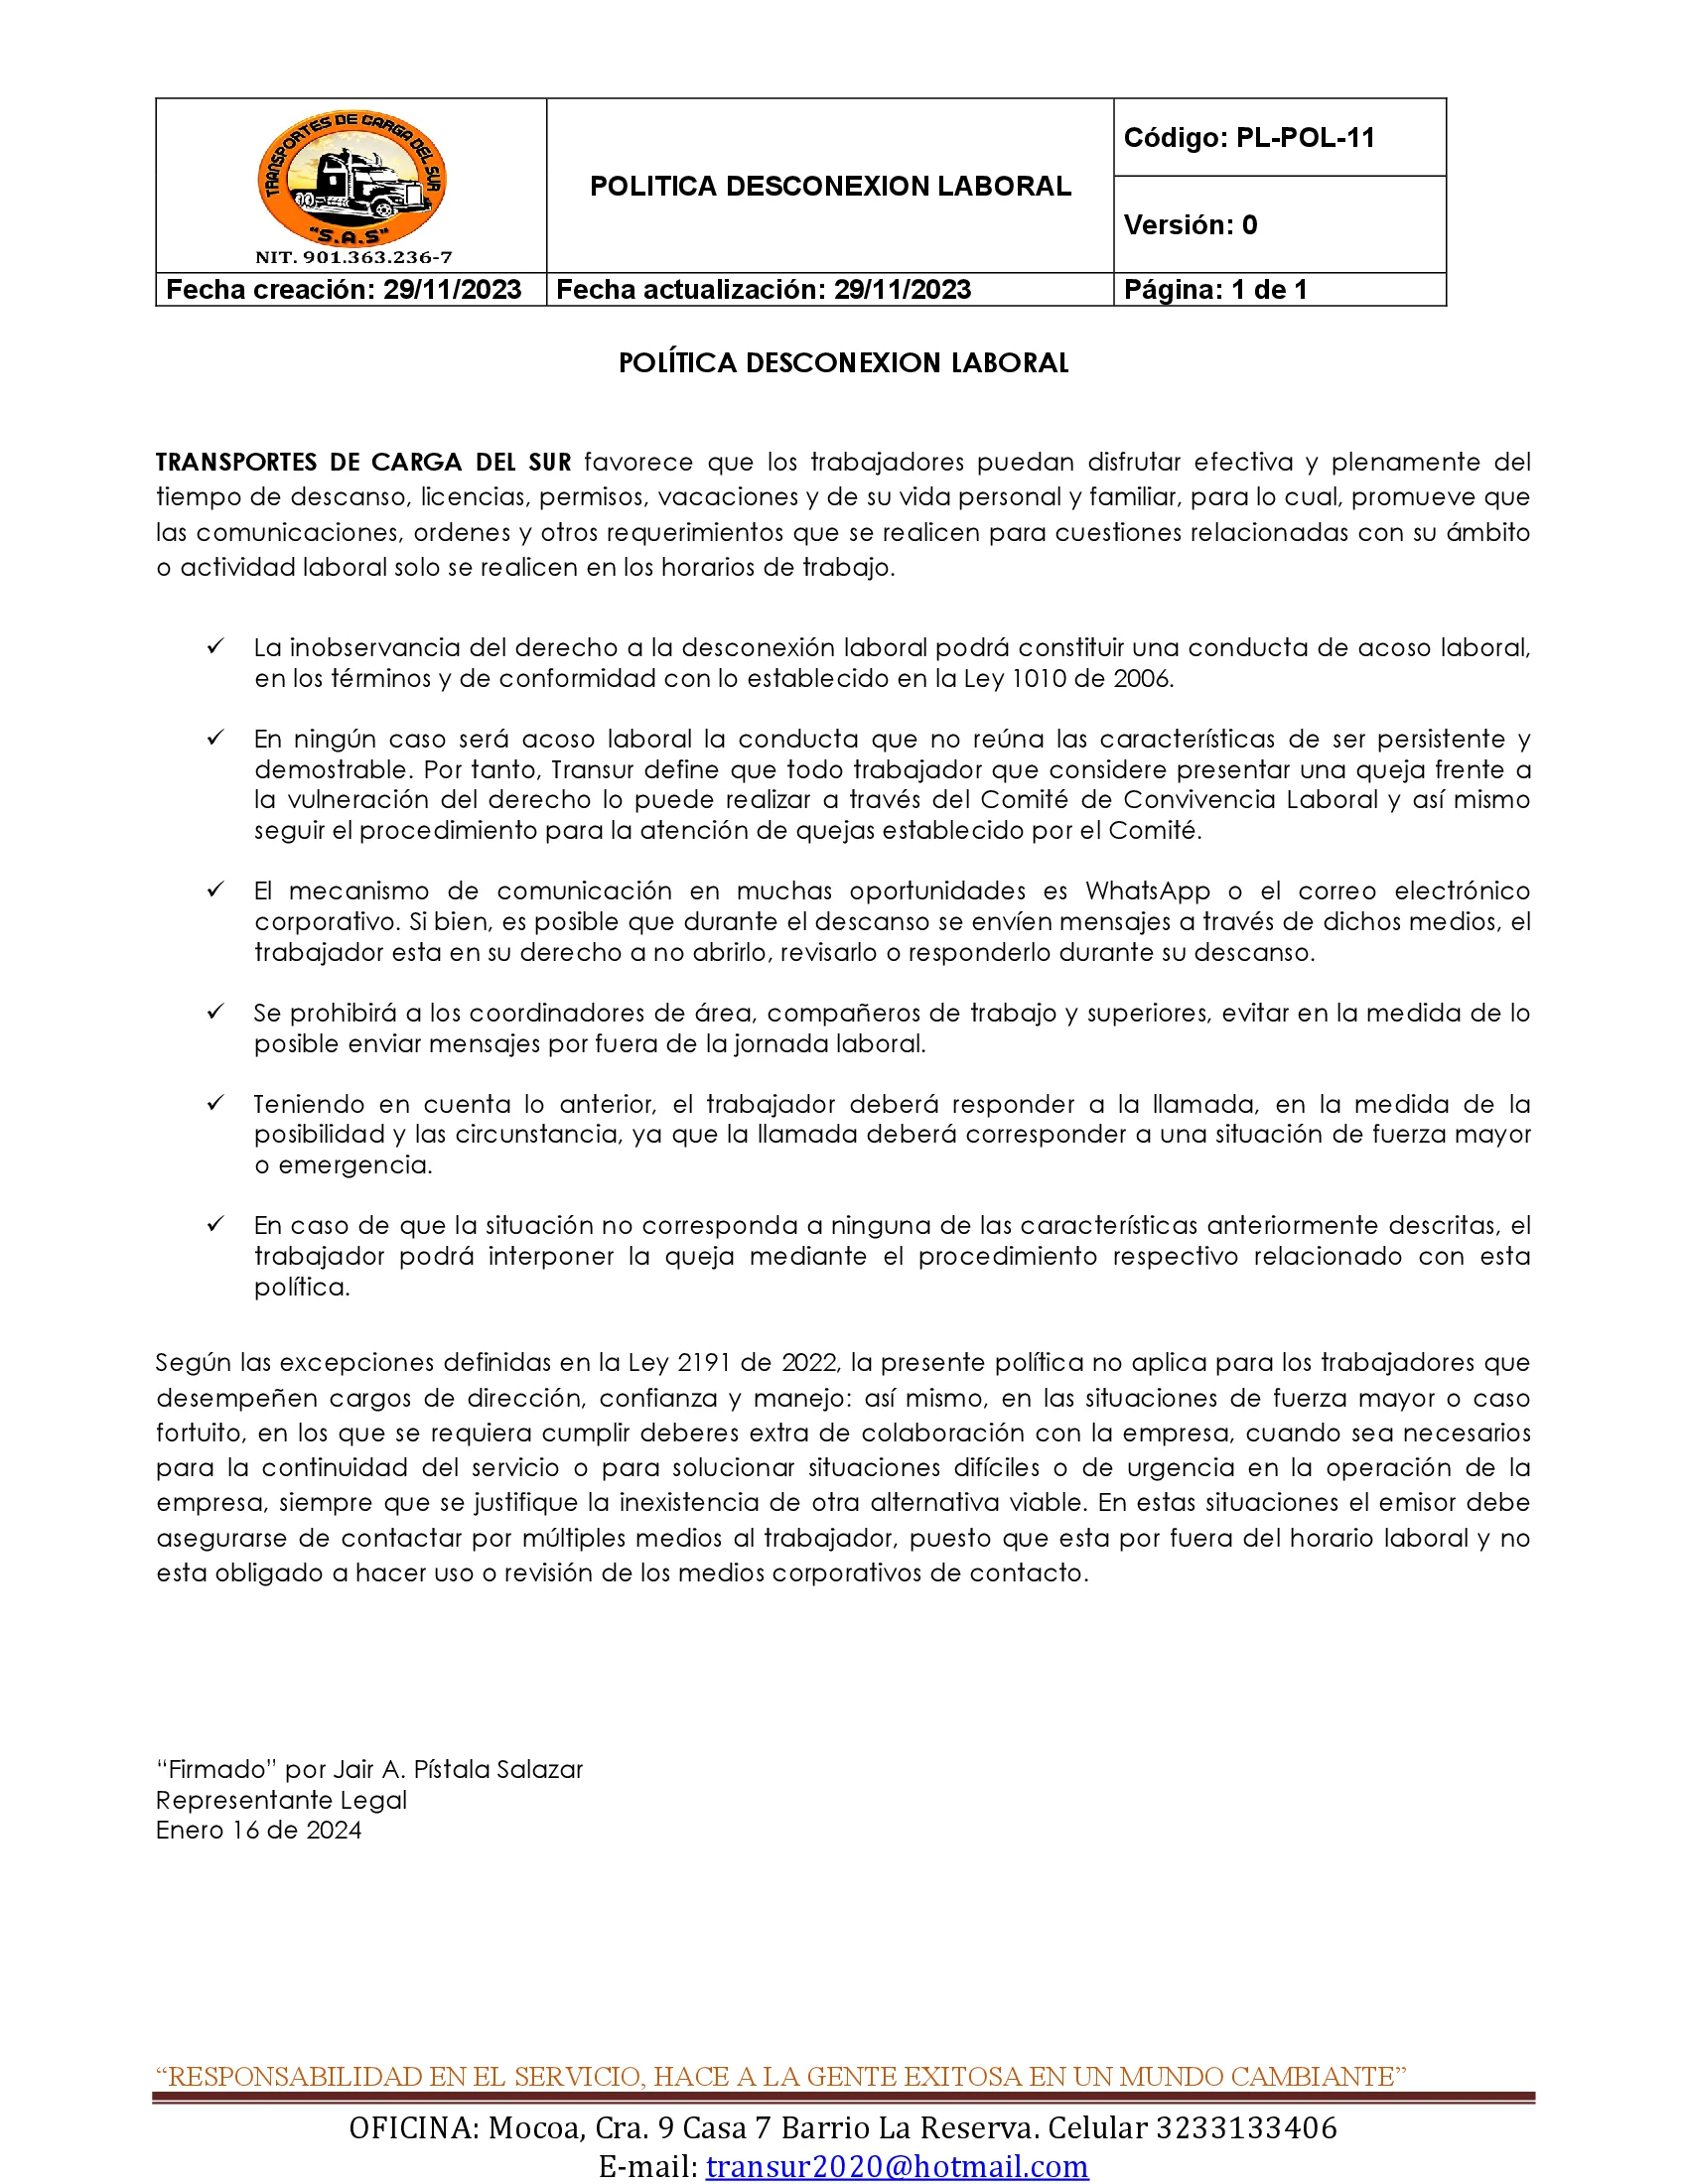 TRANSPORTES DE CARGA DEL SUR
"S.A.S"
NIT. 901.363.236-7
POLITICA DESCONEXION LABORAL
Código: PL-POL-11
Versión: 0
Fecha creación: 29/11/2023
Fecha actualización: 29/11/2023
Página: 1 de 1
POLÍTICA DESCONEXION LABORAL
TRANSPORTES DE CARGA DEL SUR favorece que los trabajadores puedan disfrutar efectiva y plenamente del
tiempo de descanso, licencias, permisos, vacaciones y de su vida personal y familiar, para lo cual, promueve que
las comunicaciones, ordenes y otros requerimientos que se realicen para cuestiones relacionadas con su ámbito
o actividad laboral solo se realicen en los horarios de trabajo.
✓ La inobservancia del derecho a la desconexión laboral podrá constituir una conducta de acoso laboral,
en los términos y de conformidad con lo establecido en la Ley 1010 de 2006.
✓ En ningún caso será acoso laboral la conducta que no reúna las características de ser persistente y
demostrable. Por tanto, Transur define que todo trabajador que considere presentar una queja frente a
la vulneración del derecho lo puede realizar a través del Comité de Convivencia Laboral y así mismo
seguir el procedimiento para la atención de quejas establecido por el Comité.
✓ El mecanismo de comunicación en muchas oportunidades es WhatsApp o el correo electrónico
corporativo. Si bien, es posible que durante el descanso se envíen mensajes a través de dichos medios, el
trabajador esta en su derecho a no abrirlo, revisarlo o responderlo durante su descanso.
✓ Se prohibirá a los coordinadores de área, compañeros de trabajo y superiores, evitar en la medida de lo
posible enviar mensajes por fuera de la jornada laboral.
✓ Teniendo en cuenta lo anterior, el trabajador deberá responder a la llamada, en la medida de la
posibilidad y las circunstancia, ya que la llamada deberá corresponder a una situación de fuerza mayor
o emergencia.
✓ En caso de que la situación no corresponda a ninguna de las características anteriormente descritas, el
trabajador podrá interponer la queja mediante el procedimiento respectivo relacionado con esta
política.
Según las excepciones definidas en la Ley 2191 de 2022, la presente política no aplica para los trabajadores que
desempeñen cargos de dirección, confianza y manejo: así mismo, en las situaciones de fuerza mayor o caso
fortuito, en los que se requiera cumplir deberes extra de colaboración con la empresa, cuando sea necesarios
para la continuidad del servicio o para solucionar situaciones difíciles o de urgencia en la operación de la
empresa, siempre que se justifique la inexistencia de otra alternativa viable. En estas situaciones el emisor debe
asegurarse de contactar por múltiples medios al trabajador, puesto que esta por fuera del horario laboral y no
esta obligado a hacer uso o revisión de los medios corporativos de contacto.
“Firmado” por Jair A. Pístala Salazar
Representante Legal
Enero 16 de 2024
“RESPONSABILIDAD EN EL SERVICIO, HACE A LA GENTE EXITOSA EN UN MUNDO CAMBIANTE”
OFICINA: Mocoa, Cra. 9 Casa 7 Barrio La Reserva. Celular 3233133406
E-mail: transur2020@hotmail.com